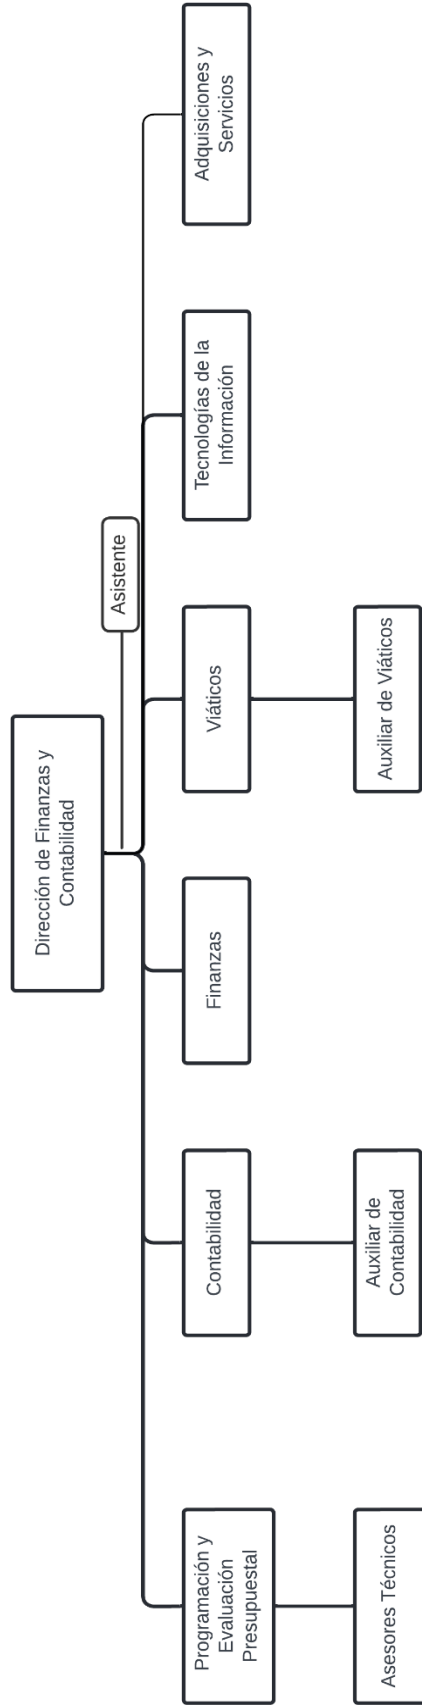 Dirección de Finanzas y
Contabilidad
Asistente
Programación y
Evaluación
Presupuestal
Contabilidad
Finanzas
Viáticos
Tecnologías de la
Información
Adquisiciones y
Servicios
Asesores Técnicos
Auxiliar de
Contabilidad
Auxiliar de Viáticos